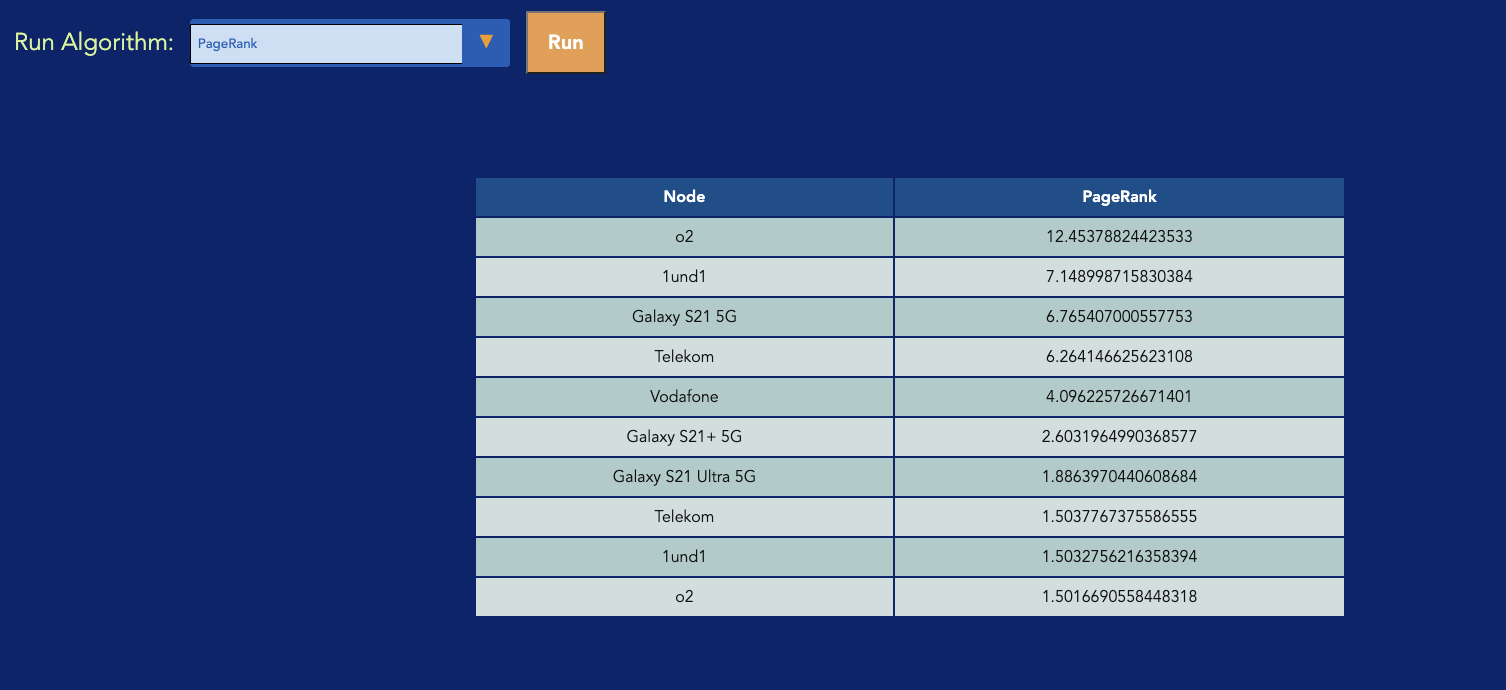 Run Algorithm: PageRank ▼ Run
Node PageRank
o2 12.45378824423533
1und1 7.148998715830384
Galaxy S21 5G 6.765407000557753
Telekom 6.264146625623108
Vodafone 4.096225726671401
Galaxy S21+ 5G 2.6031964990368577
Galaxy S21 Ultra 5G 1.8863970440608684
Telekom 1.5037767375586555
1und1 1.5032756216358394
o2 1.5016690558448318